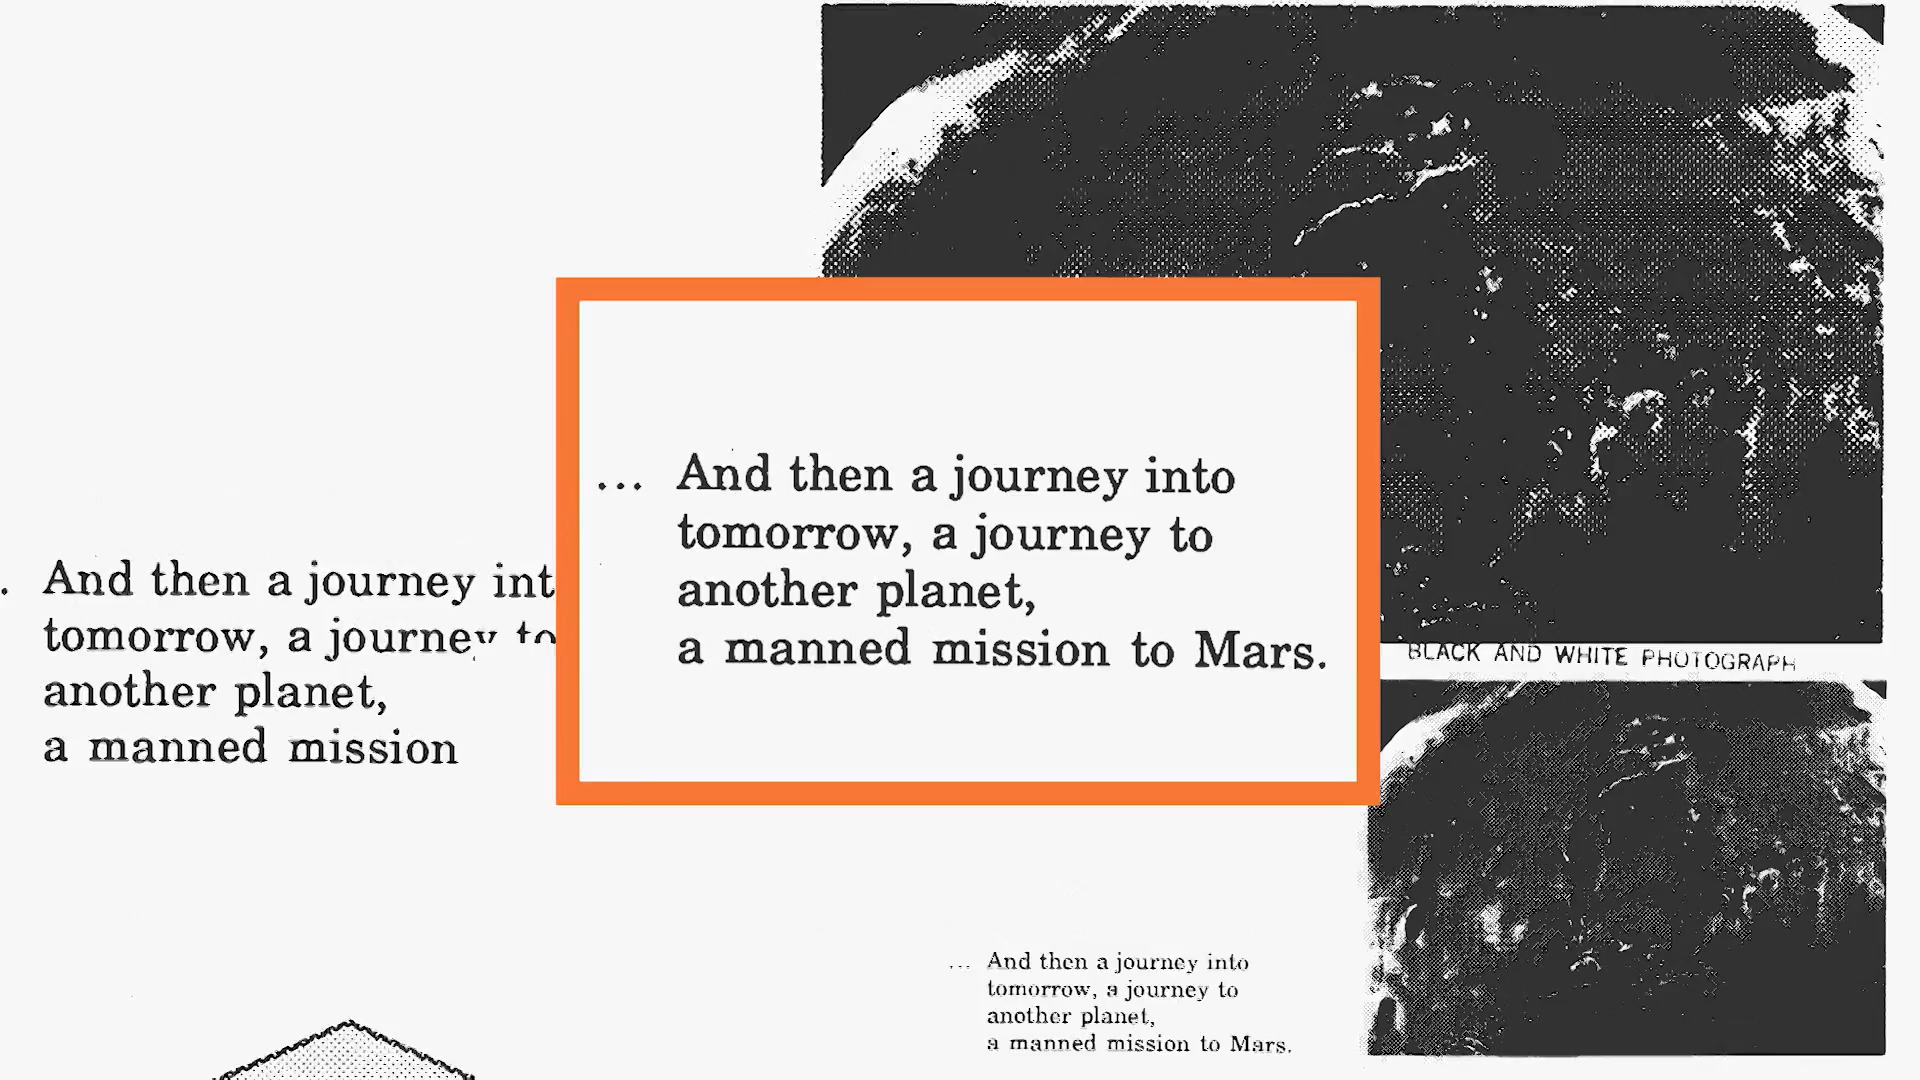 . And then a journey int
tomorrow, a journey to
another planet,
a manned mission
... And then a journey into
tomorrow, a journey to
another planet,
a manned mission to Mars.
BLACK AND WHITE PHOTOGRAPH
... And then a journey into
tomorrow, a journey to
another planet,
a manned mission to Mars.